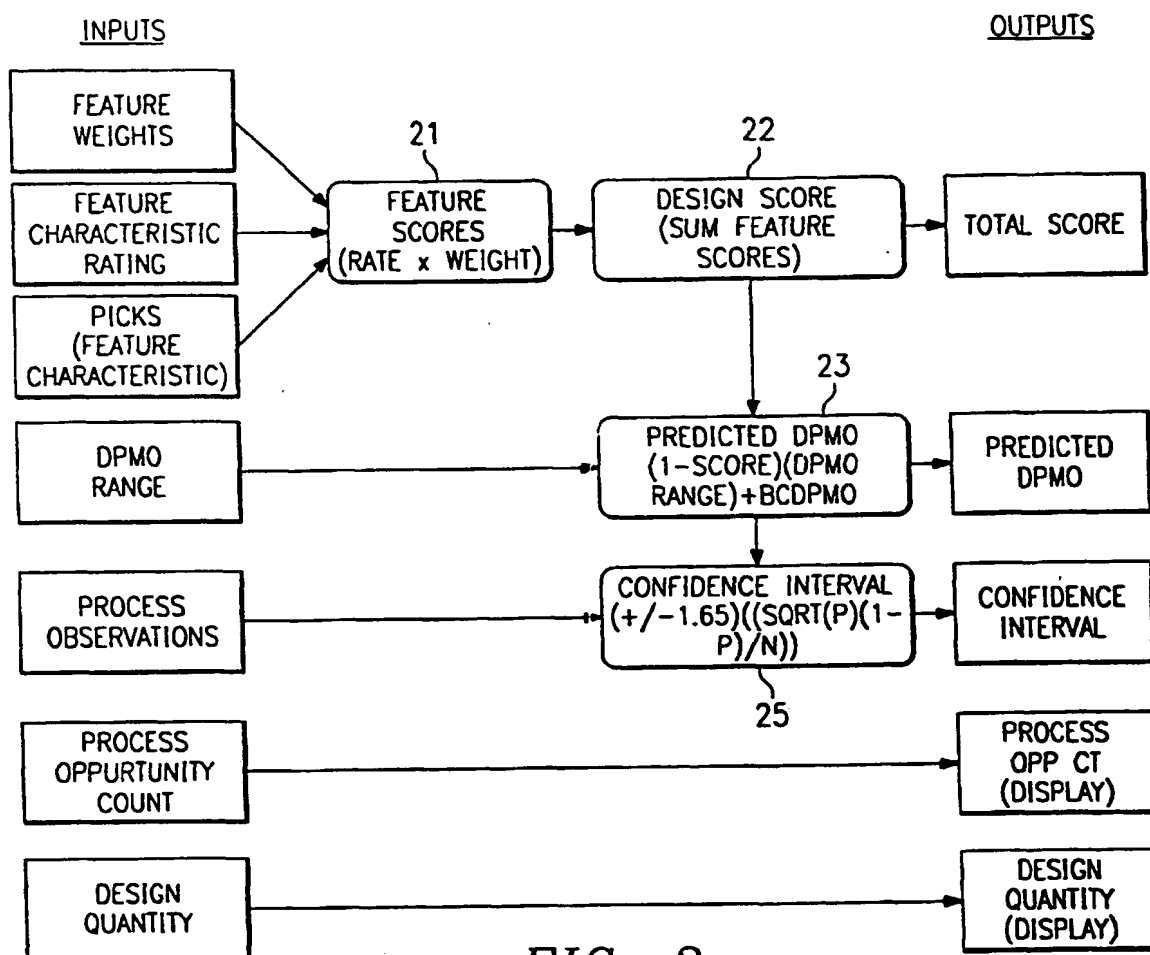 INPUTS
OUTPUTS
FEATURE
WEIGHTS
FEATURE
CHARACTERISTIC
RATING
PICKS
(FEATURE
CHARACTERISTIC)
21
FEATURE
SCORES
(RATE x WEIGHT)
22
DESIGN SCORE
(SUM FEATURE
SCORES)
TOTAL SCORE
DPMO
RANGE
23
PREDICTED DPMO
(1-SCORE)(DPMO
RANGE)+BCDPMO
PREDICTED
DPMO
PROCESS
OBSERVATIONS
CONFIDENCE INTERVAL
(+/-1.65)((SQRT(P)(1-
P)/N))
25
CONFIDENCE
INTERVAL
PROCESS
OPPURTUNITY
COUNT
PROCESS
OPP CT
(DISPLAY)
DESIGN
QUANTITY
DESIGN
QUANTITY
(DISPLAY)